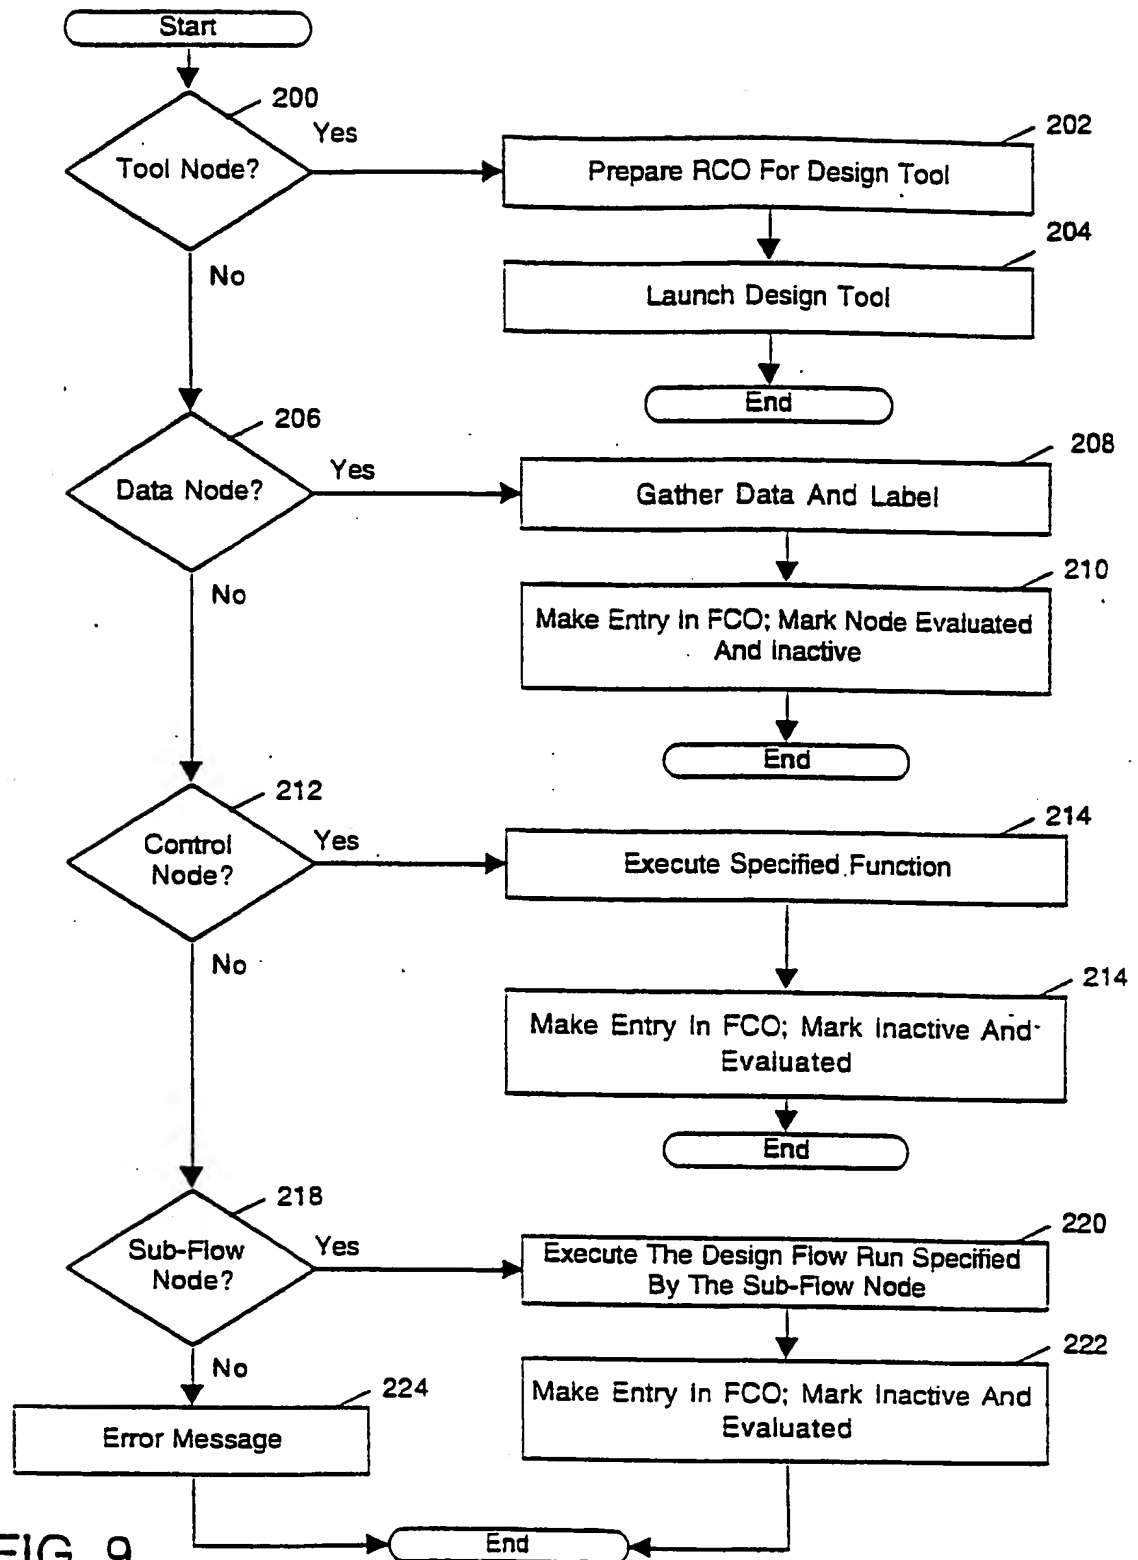 Start
200
Yes
202
Tool Node?
Prepare RCO For Design Tool
204
No
Launch Design Tool
End
206
208
Yes
Data Node?
Gather Data And Label
210
No
Make Entry In FCO; Mark Node Evaluated
And Inactive
End
212
214
Yes
Control
Node?
Execute Specified Function
No
214
Make Entry In FCO; Mark Inactive And
Evaluated
End
218
220
Yes
Sub-Flow
Node?
Execute The Design Flow Run Specified
By The Sub-Flow Node
222
No
224
Make Entry In FCO; Mark Inactive And
Evaluated
Error Message
End
FIG. 9